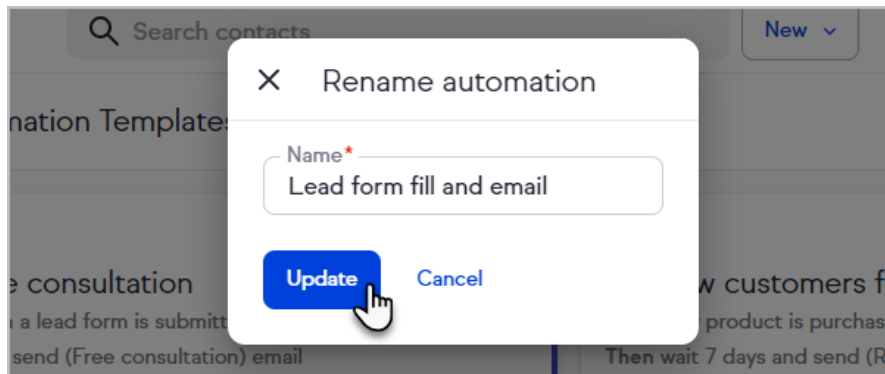 Search contacts
New
Rename automation
mation Templates
Name*
Lead form fill and email
Update
Cancel
e consultation
w customers f
a lead form is submitt
product is purchas
send (Free consultation) email
Then wait 7 days and send (R